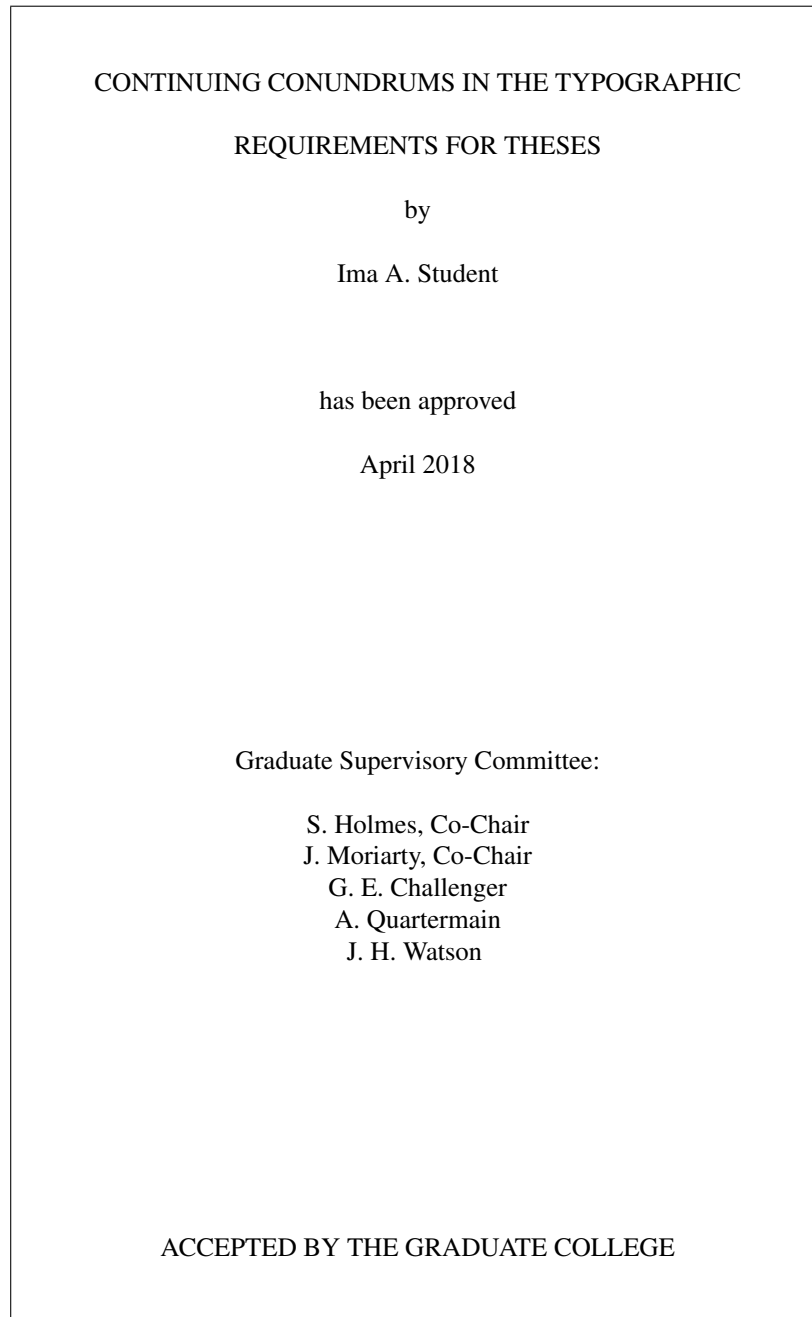 CONTINUING CONUNDRUMS IN THE TYPOGRAPHIC
REQUIREMENTS FOR THESES
by
Ima A. Student
has been approved
April 2018
Graduate Supervisory Committee:
S. Holmes, Co-Chair
J. Moriarty, Co-Chair
G. E. Challenger
A. Quartermain
J. H. Watson
ACCEPTED BY THE GRADUATE COLLEGE